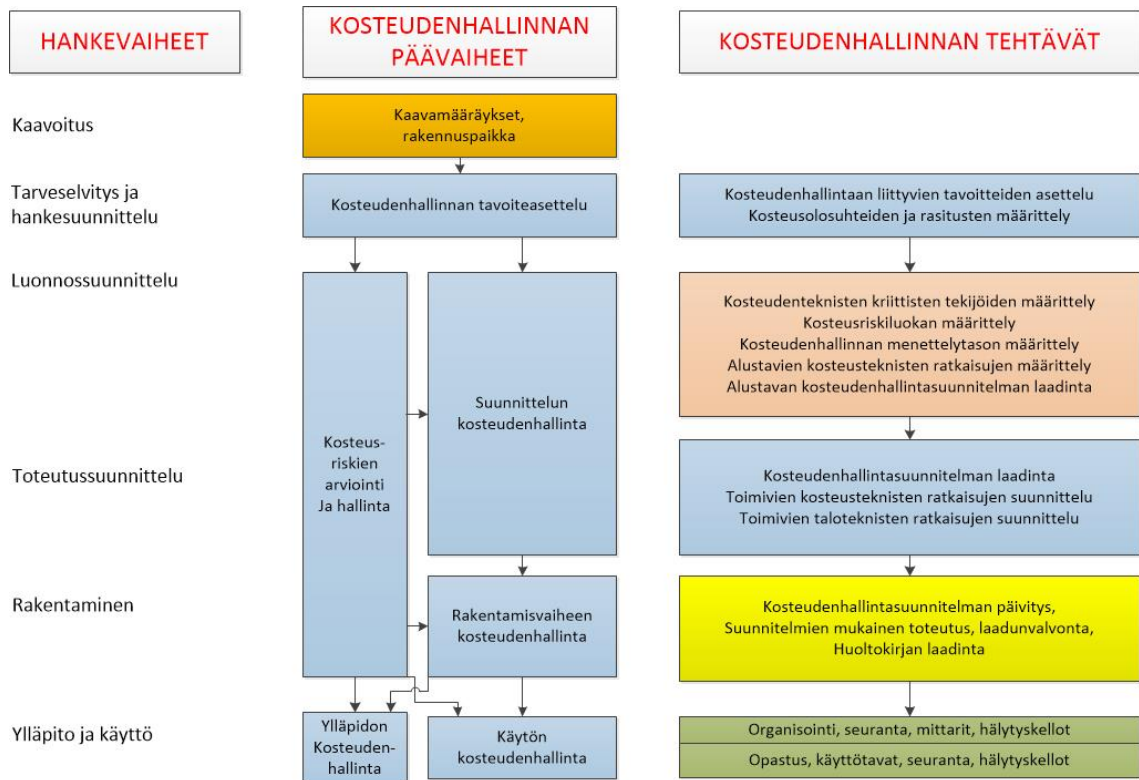 HANKEVAIHEET
KOSTEUDENHALLINNAN
PÄÄVAIHEET
KOSTEUDENHALLINNAN TEHTÄVÄT
Kaavoitus
Kaavamääräykset,
rakennuspaikka
Tarveselvitys ja
hankesuunnittelu
Kosteudenhallinnan tavoiteasettelu
Kosteudenhallintaan liittyvien tavoitteiden asettelu
Kosteusolosuhteiden ja rasitusten määrittely
Luonnossuunnittelu
Kosteudenteknisten kriittisten tekijöiden määrittely
Kosteusriskiluokan määrittely
Kosteudenhallinnan menettelytason määrittely
Alustavien kosteusteknisten ratkaisujen määrittely
Alustavan kosteudenhallintasuunnitelman laadinta
Suunnittelun
kosteudenhallinta
Kosteus-
riskien
arviointi
Ja hallinta
Toteutussuunnittelu
Kosteudenhallintasuunnitelman laadinta
Toimivien kosteusteknisten ratkaisujen suunnittelu
Toimivien taloteknisten ratkaisujen suunnittelu
Rakentaminen
Rakentamisvaiheen
kosteudenhallinta
Kosteudenhallintasuunnitelman päivitys,
Suunnitelmien mukainen toteutus, laadunvalvonta,
Huoltokirjan laadinta
Ylläpito ja käyttö
Ylläpidon
Kosteuden-
hallinta
Käytön
kosteudenhallinta
Organisointi, seuranta, mittarit, hälytyskellot
Opastus, käyttötavat, seuranta, hälytyskellot